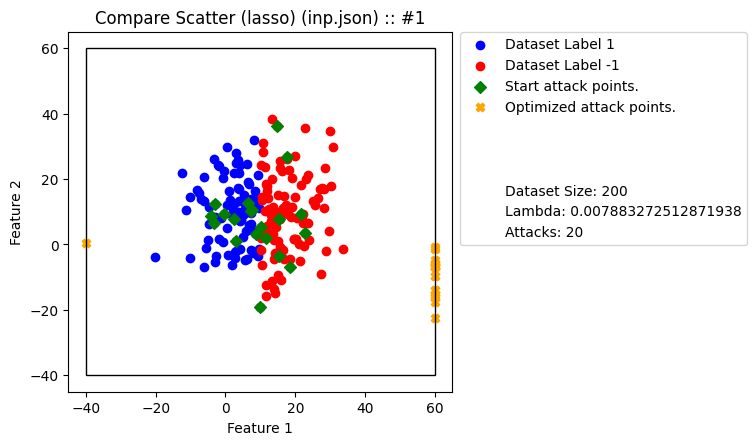 Compare Scatter (lasso) (inp.json) :: #1
Dataset Label 1
Dataset Label -1
Start attack points.
Optimized attack points.
Dataset Size: 200
Lambda: 0.007883272512871938
Attacks: 20
Feature 2
60
40
20
0
−20
−40
−40
−20
0
20
40
60
Feature 1